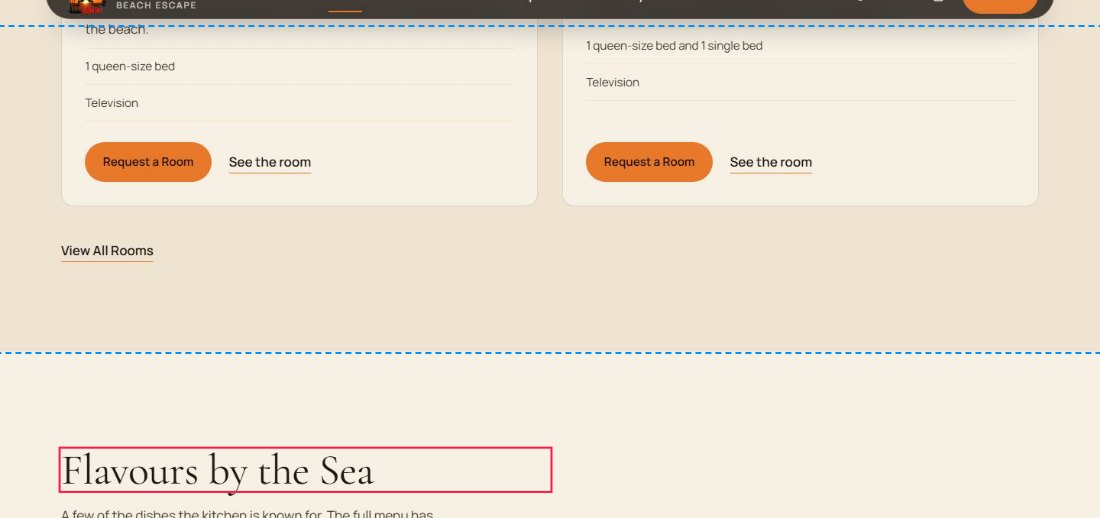 BEACH ESCAPE
the beach.
1 queen-size bed
Television
Request a Room
See the room
1 queen-size bed and 1 single bed
Television
Request a Room
See the room
View All Rooms
Flavours by the Sea
A few of the dishes the kitchen is known for. The full menu has